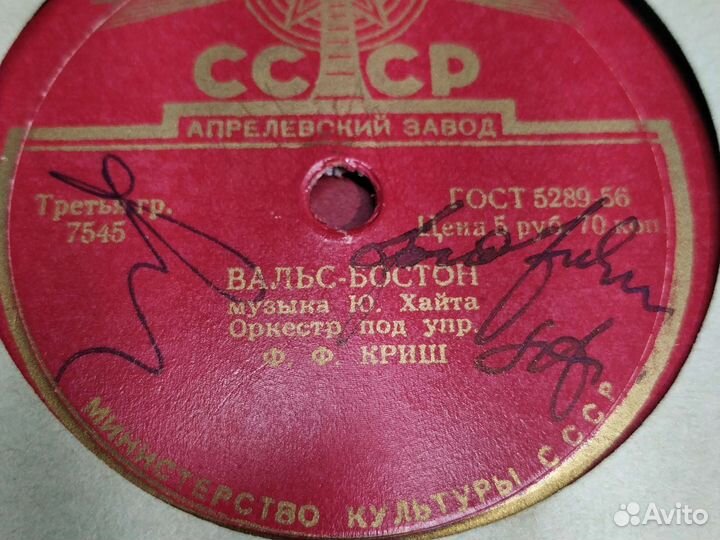 СССР
АПРЕЛЕВСКИЙ ЗАВОД
Третья гр.
7545
ГОСТ 5289-56
Цена 5 руб. 70 коп
ВАЛЬС-БОСТОН
музыка Ю. Хайта
Оркестр под упр.
Ф. Ф. КРИШ
МИНИСТЕРСТВО КУЛЬТУРЫ СССР
Avito